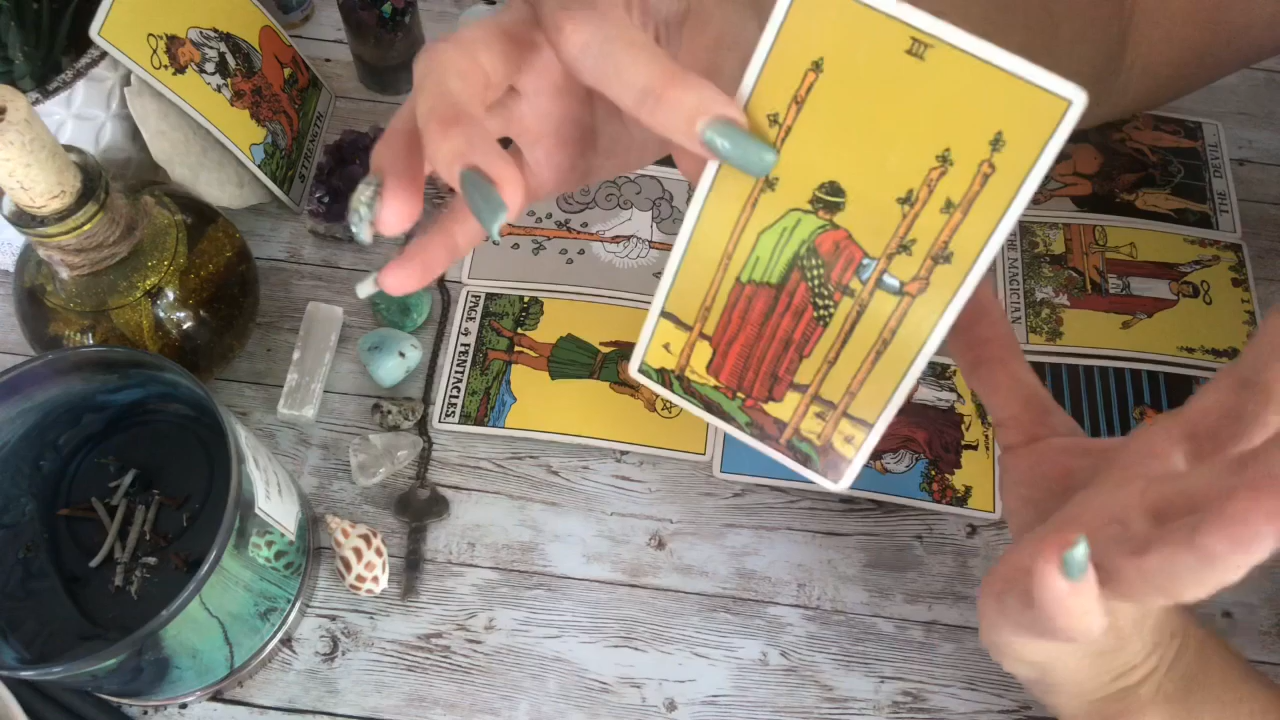 III
STRENGTH
THE DEVIL
THE MAGICIAN.
I
PAGE of PENTACLES.